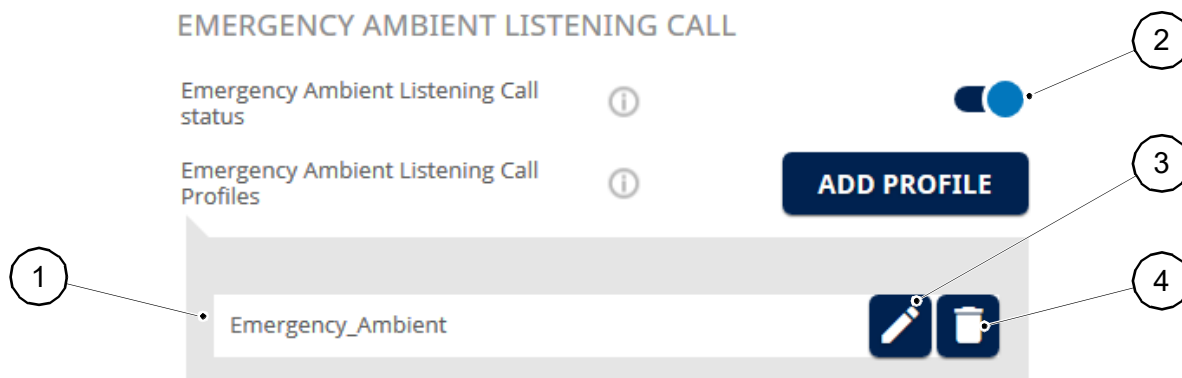 EMERGENCY AMBIENT LISTENING CALL
2
Emergency Ambient Listening Call
status
3
Emergency Ambient Listening Call
Profiles
ADD PROFILE
1
4
Emergency_Ambient